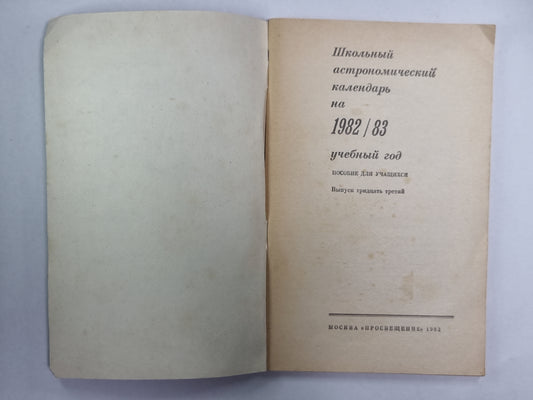 Школьный
астрономический
календарь
на
1982/83
учебный год
ПОСОБИЕ ДЛЯ УЧАЩИХСЯ
Выпуск тридцать третий
МОСКВА «ПРОСВЕЩЕНИЕ» 1982